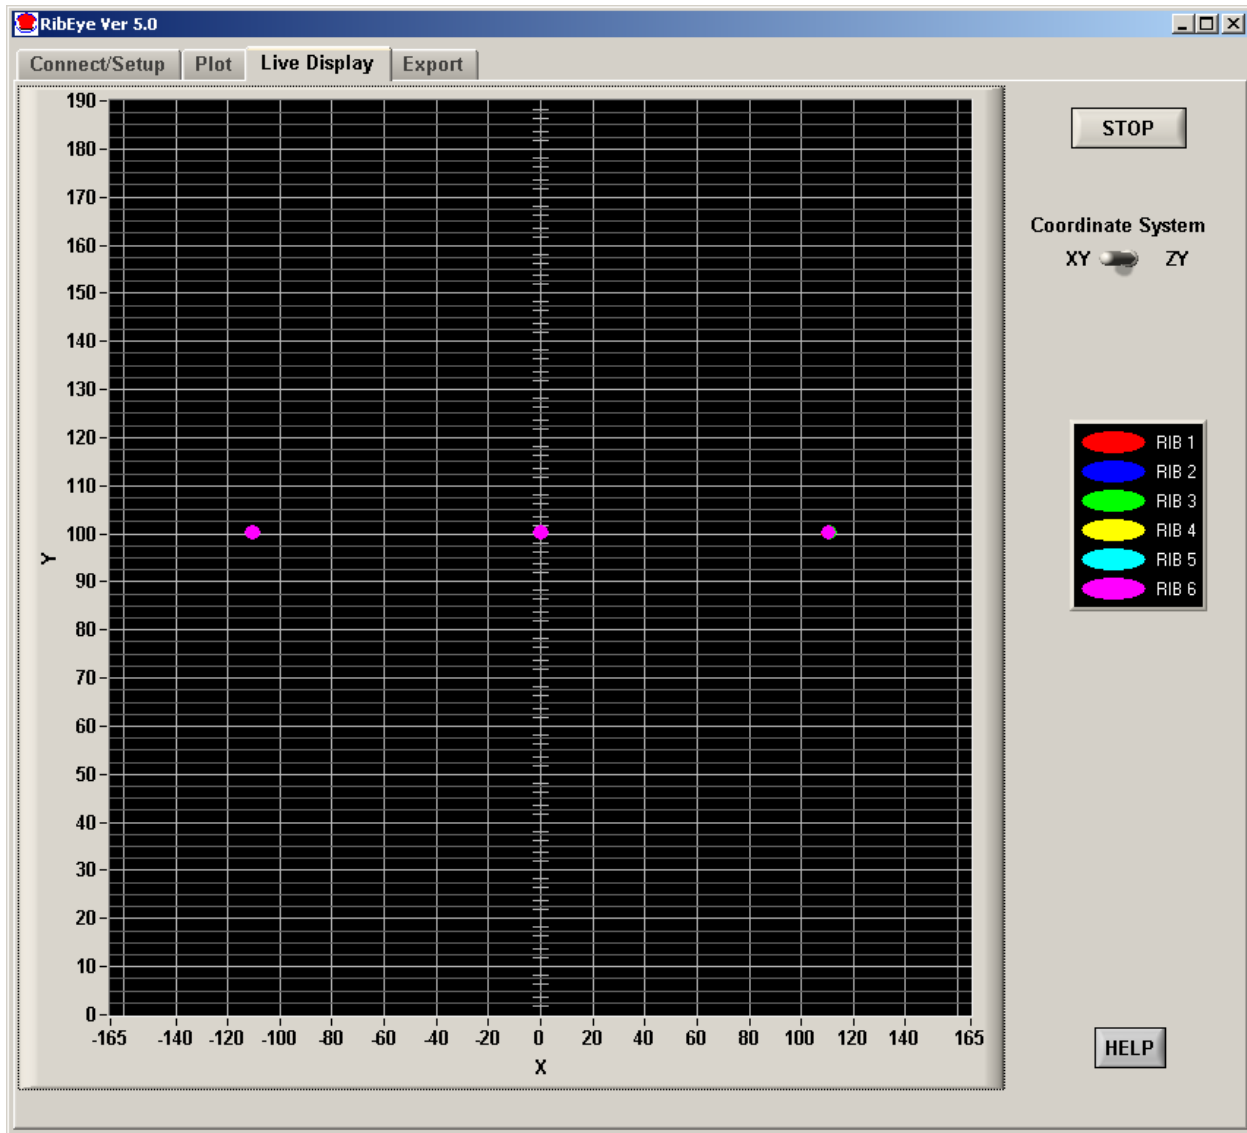 RibEye Ver 5.0
Connect/Setup Plot Live Display Export
190
180
170
160
150
140
130
120
110
100
90
80
70
60
50
40
30
20
10
0
Y
-165 -140 -120 -100 -80 -60 -40 -20 0 20 40 60 80 100 120 140 165
X
STOP
Coordinate System
XY ZY
RIB 1
RIB 2
RIB 3
RIB 4
RIB 5
RIB 6
HELP